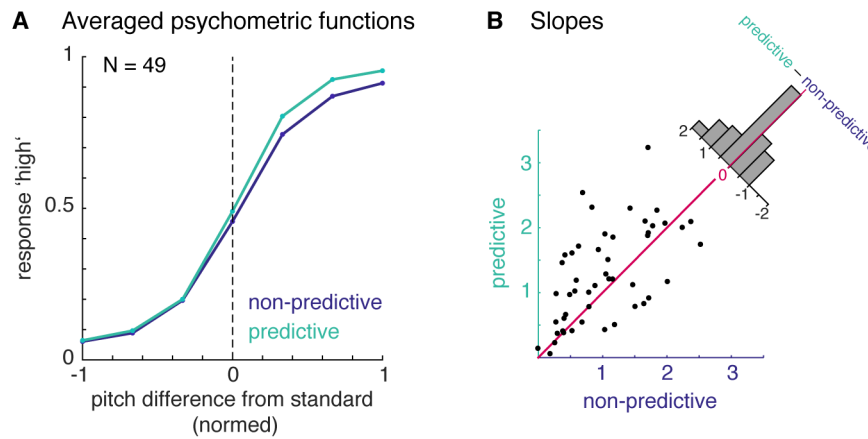 A Averaged psychometric functions
1
N = 49
0.5
0
response 'high'
non-predictive
predictive
-1 0 1
pitch difference from standard
(normed)
B Slopes
predictive – non-predictive
2
1
0
-1
-2
3
2
1
predictive
1 2 3
non-predictive